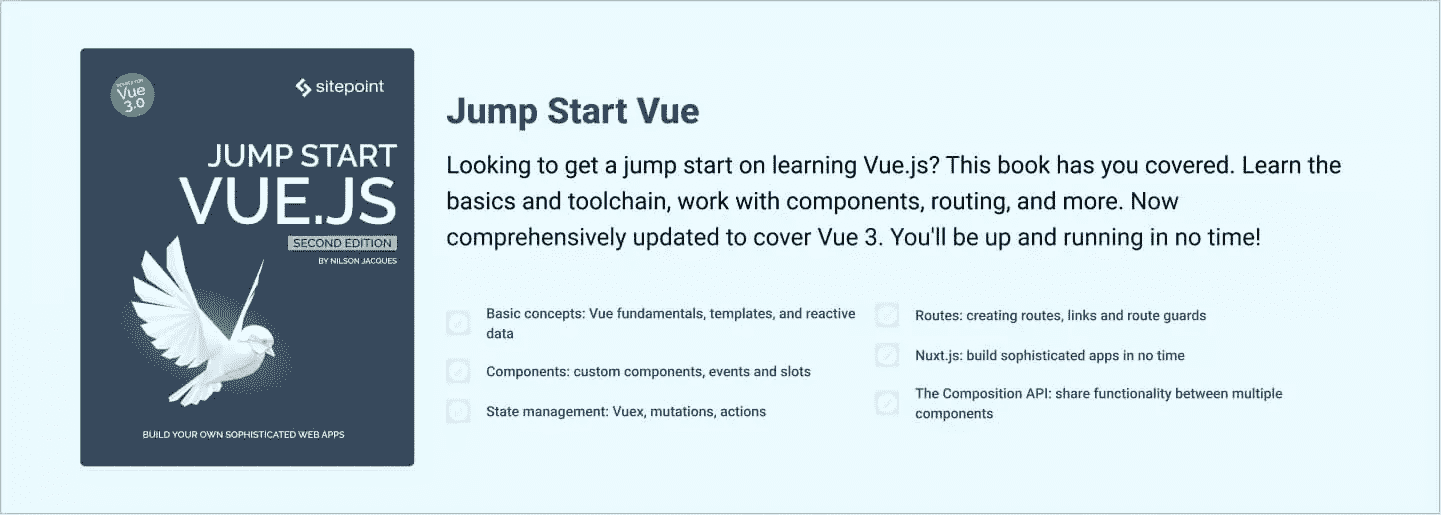 Vue
3.0
sitepoint
JUMP START
VUE.JS
SECOND EDITION
BY NILSON JACQUES
BUILD YOUR OWN SOPHISTICATED WEB APPS
Jump Start Vue
Looking to get a jump start on learning Vue.js? This book has you covered. Learn the
basics and toolchain, work with components, routing, and more. Now
comprehensively updated to cover Vue 3. You'll be up and running in no time!
Basic concepts: Vue fundamentals, templates, and reactive
data
Components: custom components, events and slots
State management: Vuex, mutations, actions
Routes: creating routes, links and route guards
Nuxt.js: build sophisticated apps in no time
The Composition API: share functionality between multiple
components